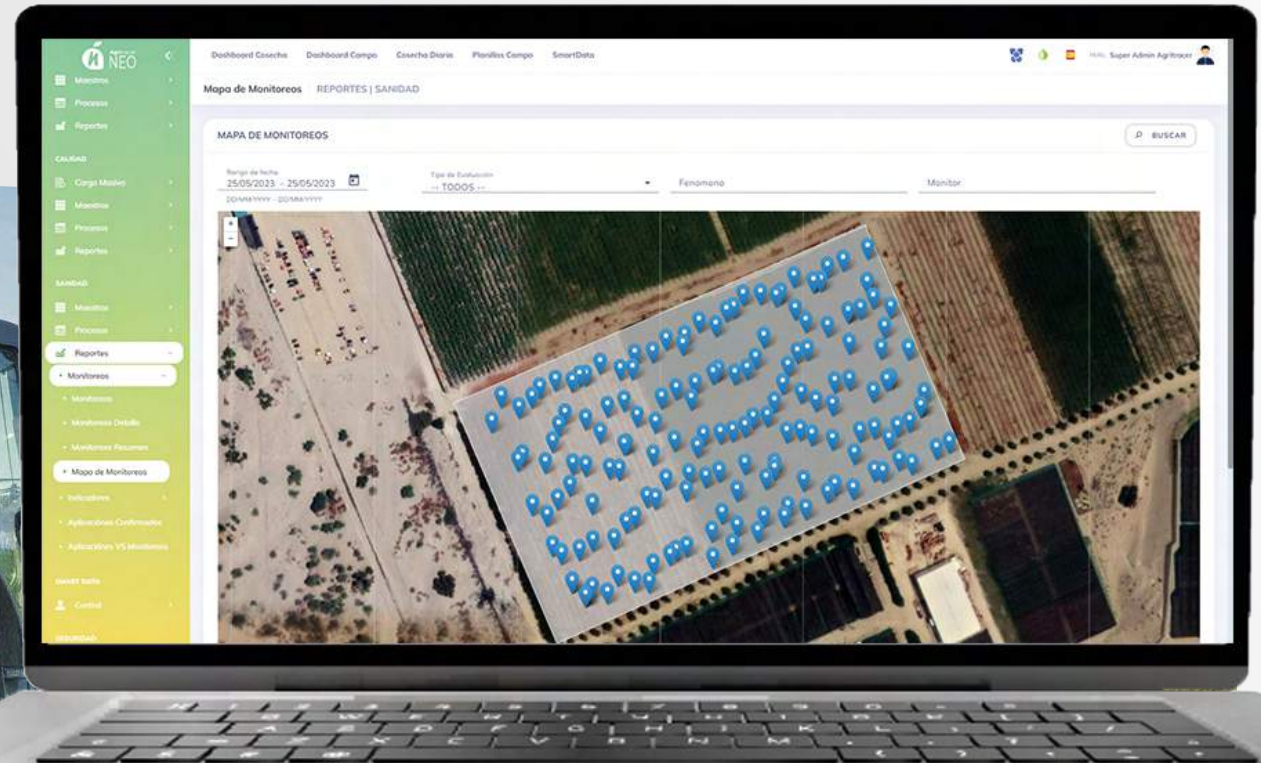 NEO
Maestros
Procesos
Reportes
CALIDAD
Carga Masiva
Maestros
Procesos
Reportes
SANIDAD
Maestros
Procesos
Reportes
Monitoreos
Monitoreos
Monitoreos Detalle
Monitoreos Resumen
Mapa de Monitoreos
Indicadores
Aplicaciones Confirmadas
Aplicaciones VS Monitoreos
SMART DATA
Control
SEGURIDAD
Dashboard Cosecha Dashboard Campo Cosecha Diaria Planillas Campo SmartData
Super Admin Agritracer
Mapa de Monitoreos REPORTES | SANIDAD
MAPA DE MONITOREOS
BUSCAR
Rango de fecha
25/05/2023 - 25/05/2023
DD/MM/YYYY - DD/MM/YYYY
Tipo de Evaluación
-- TODOS --
Fenomeno
Monitor
+
-